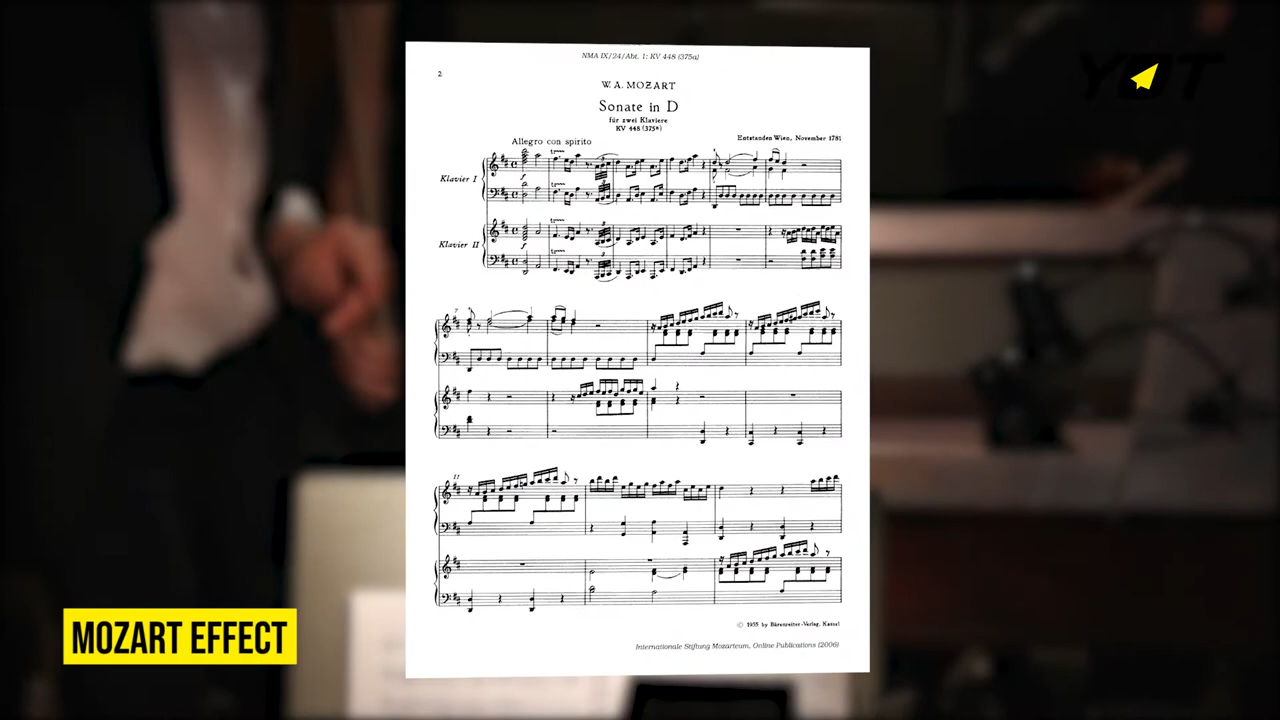 YOT
NMA IX/24/Abt. 1: KV 448 (375a)
2
W. A. MOZART
Sonate in D
für zwei Klaviere
KV 448 (375ª)
Entstanden Wien, November 1781
Allegro con spirito
Klavier I
f
Klavier II
f
11
© 1955 by Bärenreiter-Verlag, Kassel
Internationale Stiftung Mozarteum, Online Publications (2006)
MOZART EFFECT